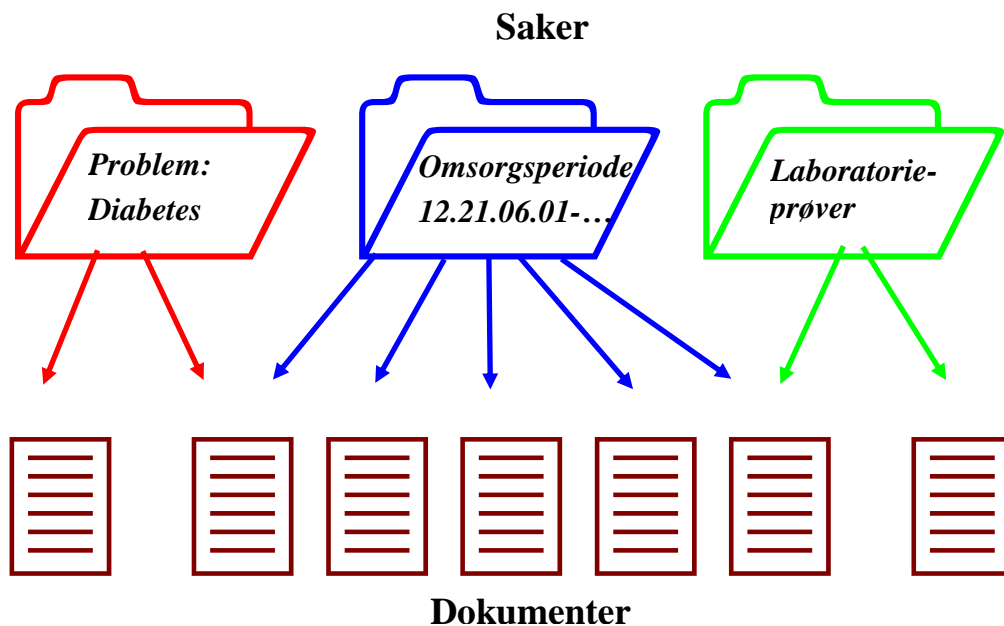 Saker
Problem:
Diabetes
Omsorgsperiode
12.21.06.01-…
Laboratorie-
prøver
Dokumenter